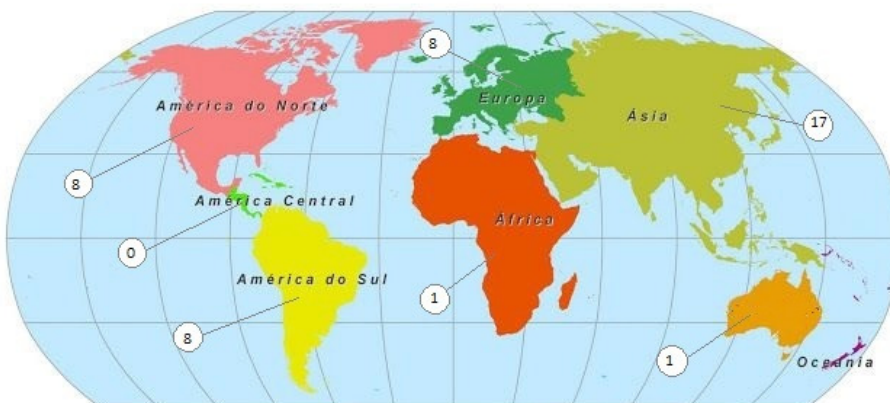 8
América do Norte
Europa
Ásia
17
8
América Central
África
0
América do Sul
1
8
1
Oceania